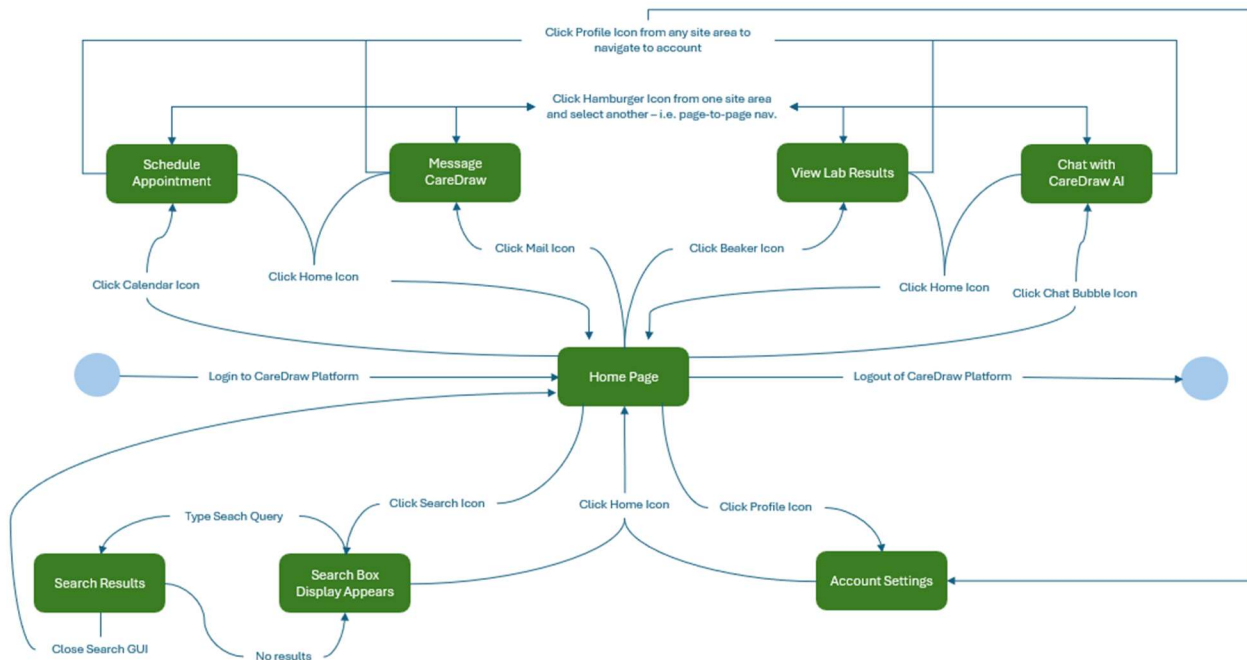 Click Profile Icon from any site area to
navigate to account
Click Hamburger Icon from one site area
and select another – i.e. page-to-page nav.
Schedule
Appointment
Message
CareDraw
View Lab Results
Chat with
CareDraw AI
Click Mail Icon
Click Beaker Icon
Click Calendar Icon
Click Home Icon
Click Home Icon
Click Chat Bubble Icon
Login to CareDraw Platform
Home Page
Logout of CareDraw Platform
Click Search Icon
Click Home Icon
Click Profile Icon
Type Seach Query
Search Results
Search Box
Display Appears
Account Settings
Close Search GUI
No results